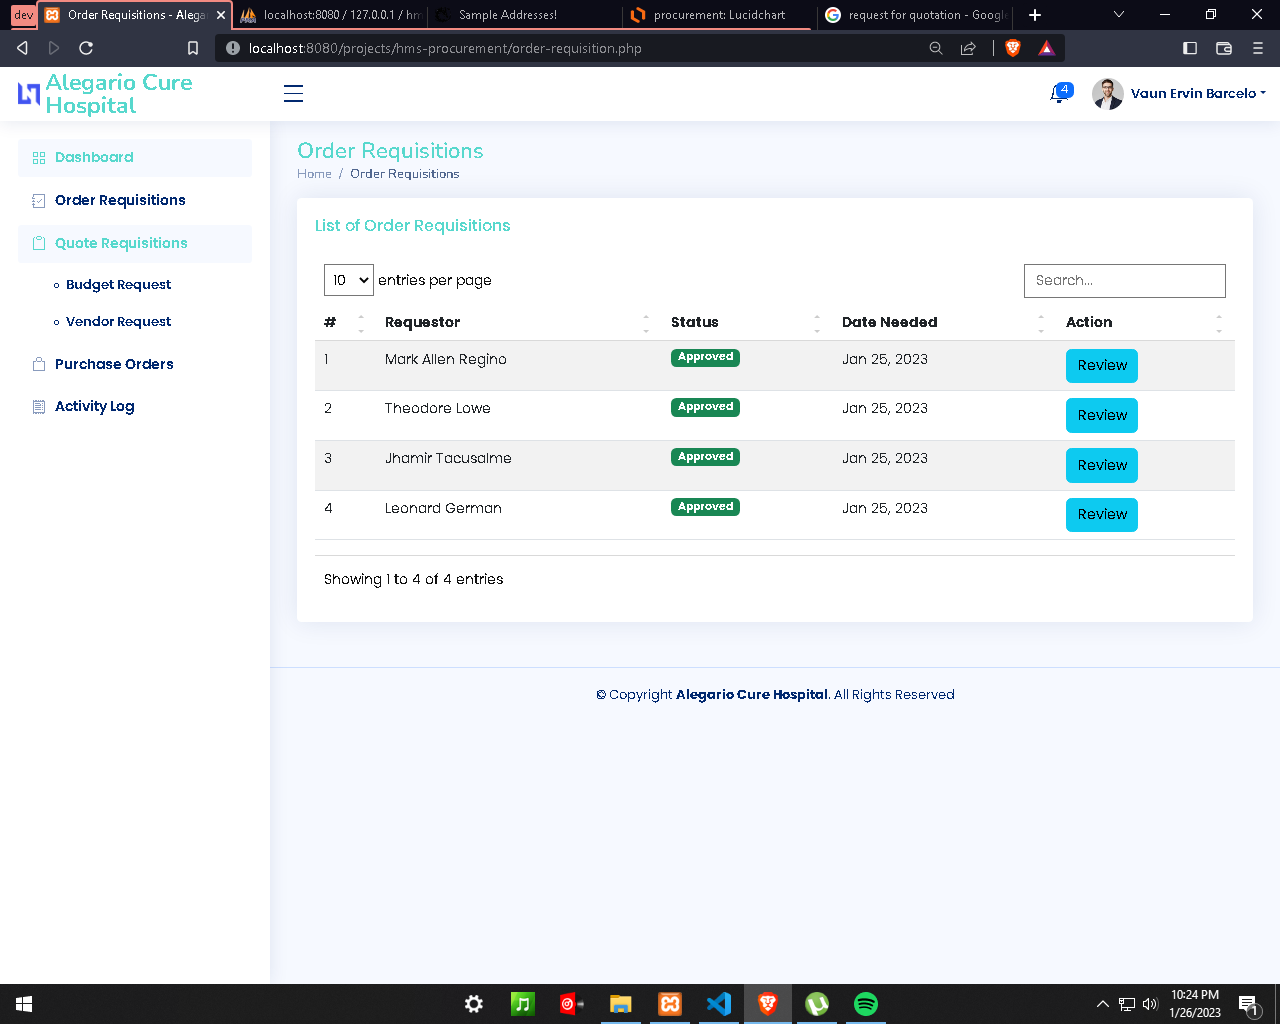 dev
Order Requisitions - Alega
localhost:8080 / 127.0.0.1 / hm
Sample Addresses!
procurement: Lucidchart
request for quotation - Google
localhost:8080/projects/hms-procurement/order-requisition.php
Alegario Cure
Hospital
4
Vaun Ervin Barcelo
Dashboard
Order Requisitions
Quote Requisitions
Budget Request
Vendor Request
Purchase Orders
Activity Log
Order Requisitions
Home / Order Requisitions
List of Order Requisitions
10 entries per page
Search...
# Requestor Status Date Needed Action
1 Mark Allen Regino Approved Jan 25, 2023 Review
2 Theodore Lowe Approved Jan 25, 2023 Review
3 Jhamir Tacusalme Approved Jan 25, 2023 Review
4 Leonard German Approved Jan 25, 2023 Review
Showing 1 to 4 of 4 entries
© Copyright Alegario Cure Hospital. All Rights Reserved
10:24 PM
1/26/2023
1